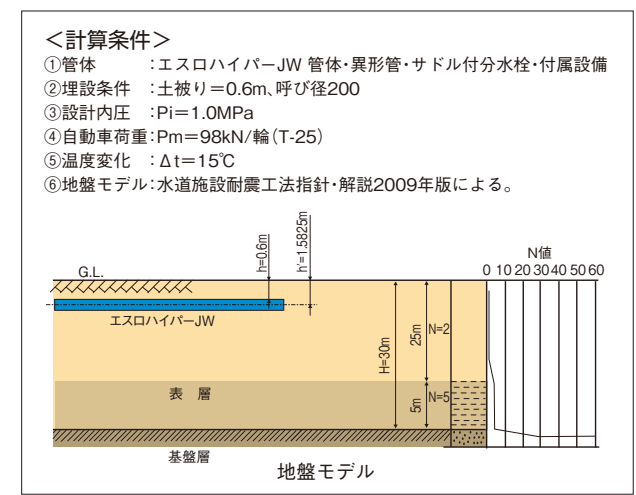 ＜計算条件＞
①管体　　　：エスロハイパーJW 管体・異形管・サドル付分水栓・付属設備
②埋設条件　：土被り＝0.6m、呼び径200
③設計内圧　：Pi＝1.0MPa
④自動車荷重：Pm＝98kN/輪（T-25）
⑤温度変化　：Δt＝15℃
⑥地盤モデル：水道施設耐震工法指針・解説2009年版による。
h=0.6m
h'=1.5825m
N値
G.L.
0 10 20 30 40 50 60
エスロハイパーJW
H=30m
25m
N=2
表　層
5m
N=5
基盤層
地盤モデル